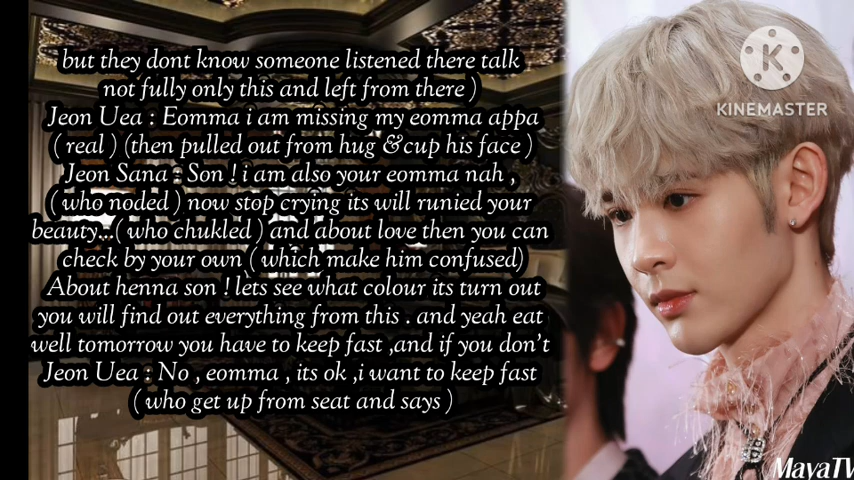 but they dont know someone listened there talk
not fully only this and left from there )
Jeon Uea : Eomma i am missing my eomma appa
( real ) (then pulled out from hug &cup his face )
Jeon Sana : Son ! i am also your eomma nah ,
( who noded ) now stop crying its will runied your
beauty...( who chukled ) and about love then you can
check by your own ( which make him confused)
About henna son ! lets see what colour its turn out
you will find out everything from this . and yeah eat
well tomorrow you have to keep fast ,and if you don't
Jeon Uea : No , eomma , its ok ,i want to keep fast
( who get up from seat and says )
K
KINEMASTER
MayaTV